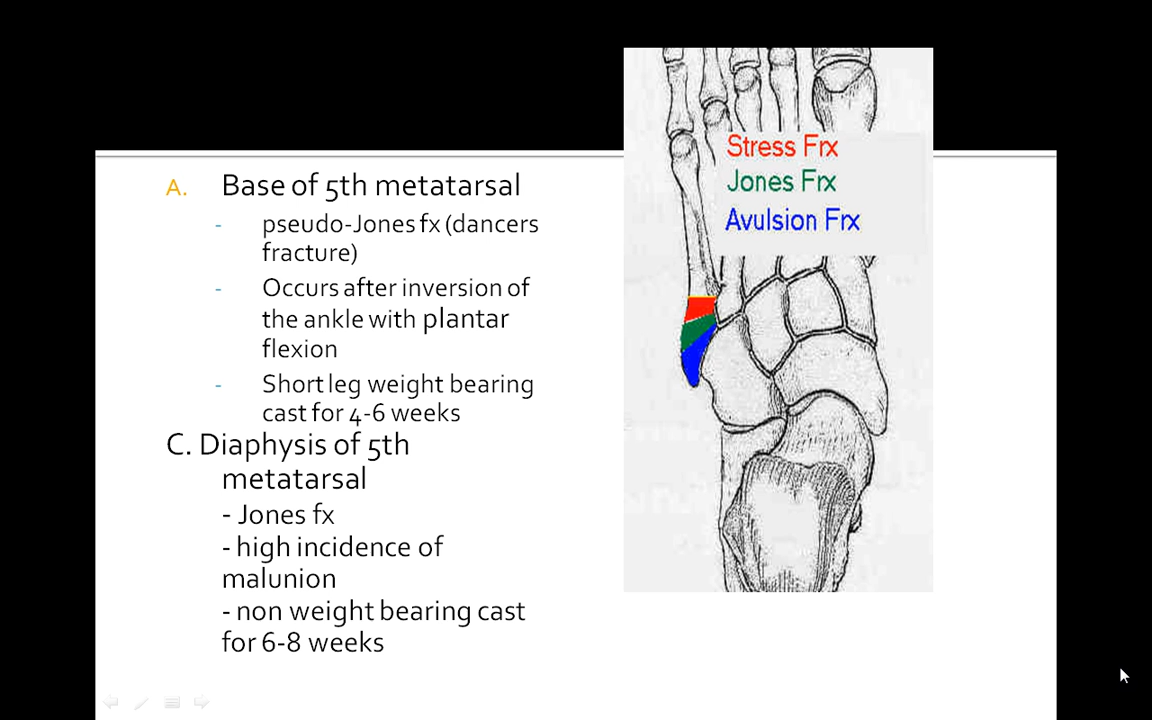 A. Base of 5th metatarsal
- pseudo-Jones fx (dancers
fracture)
- Occurs after inversion of
the ankle with plantar
flexion
- Short leg weight bearing
cast for 4-6 weeks
C. Diaphysis of 5th
metatarsal
- Jones fx
- high incidence of
malunion
- non weight bearing cast
for 6-8 weeks
Stress Frx
Jones Frx
Avulsion Frx